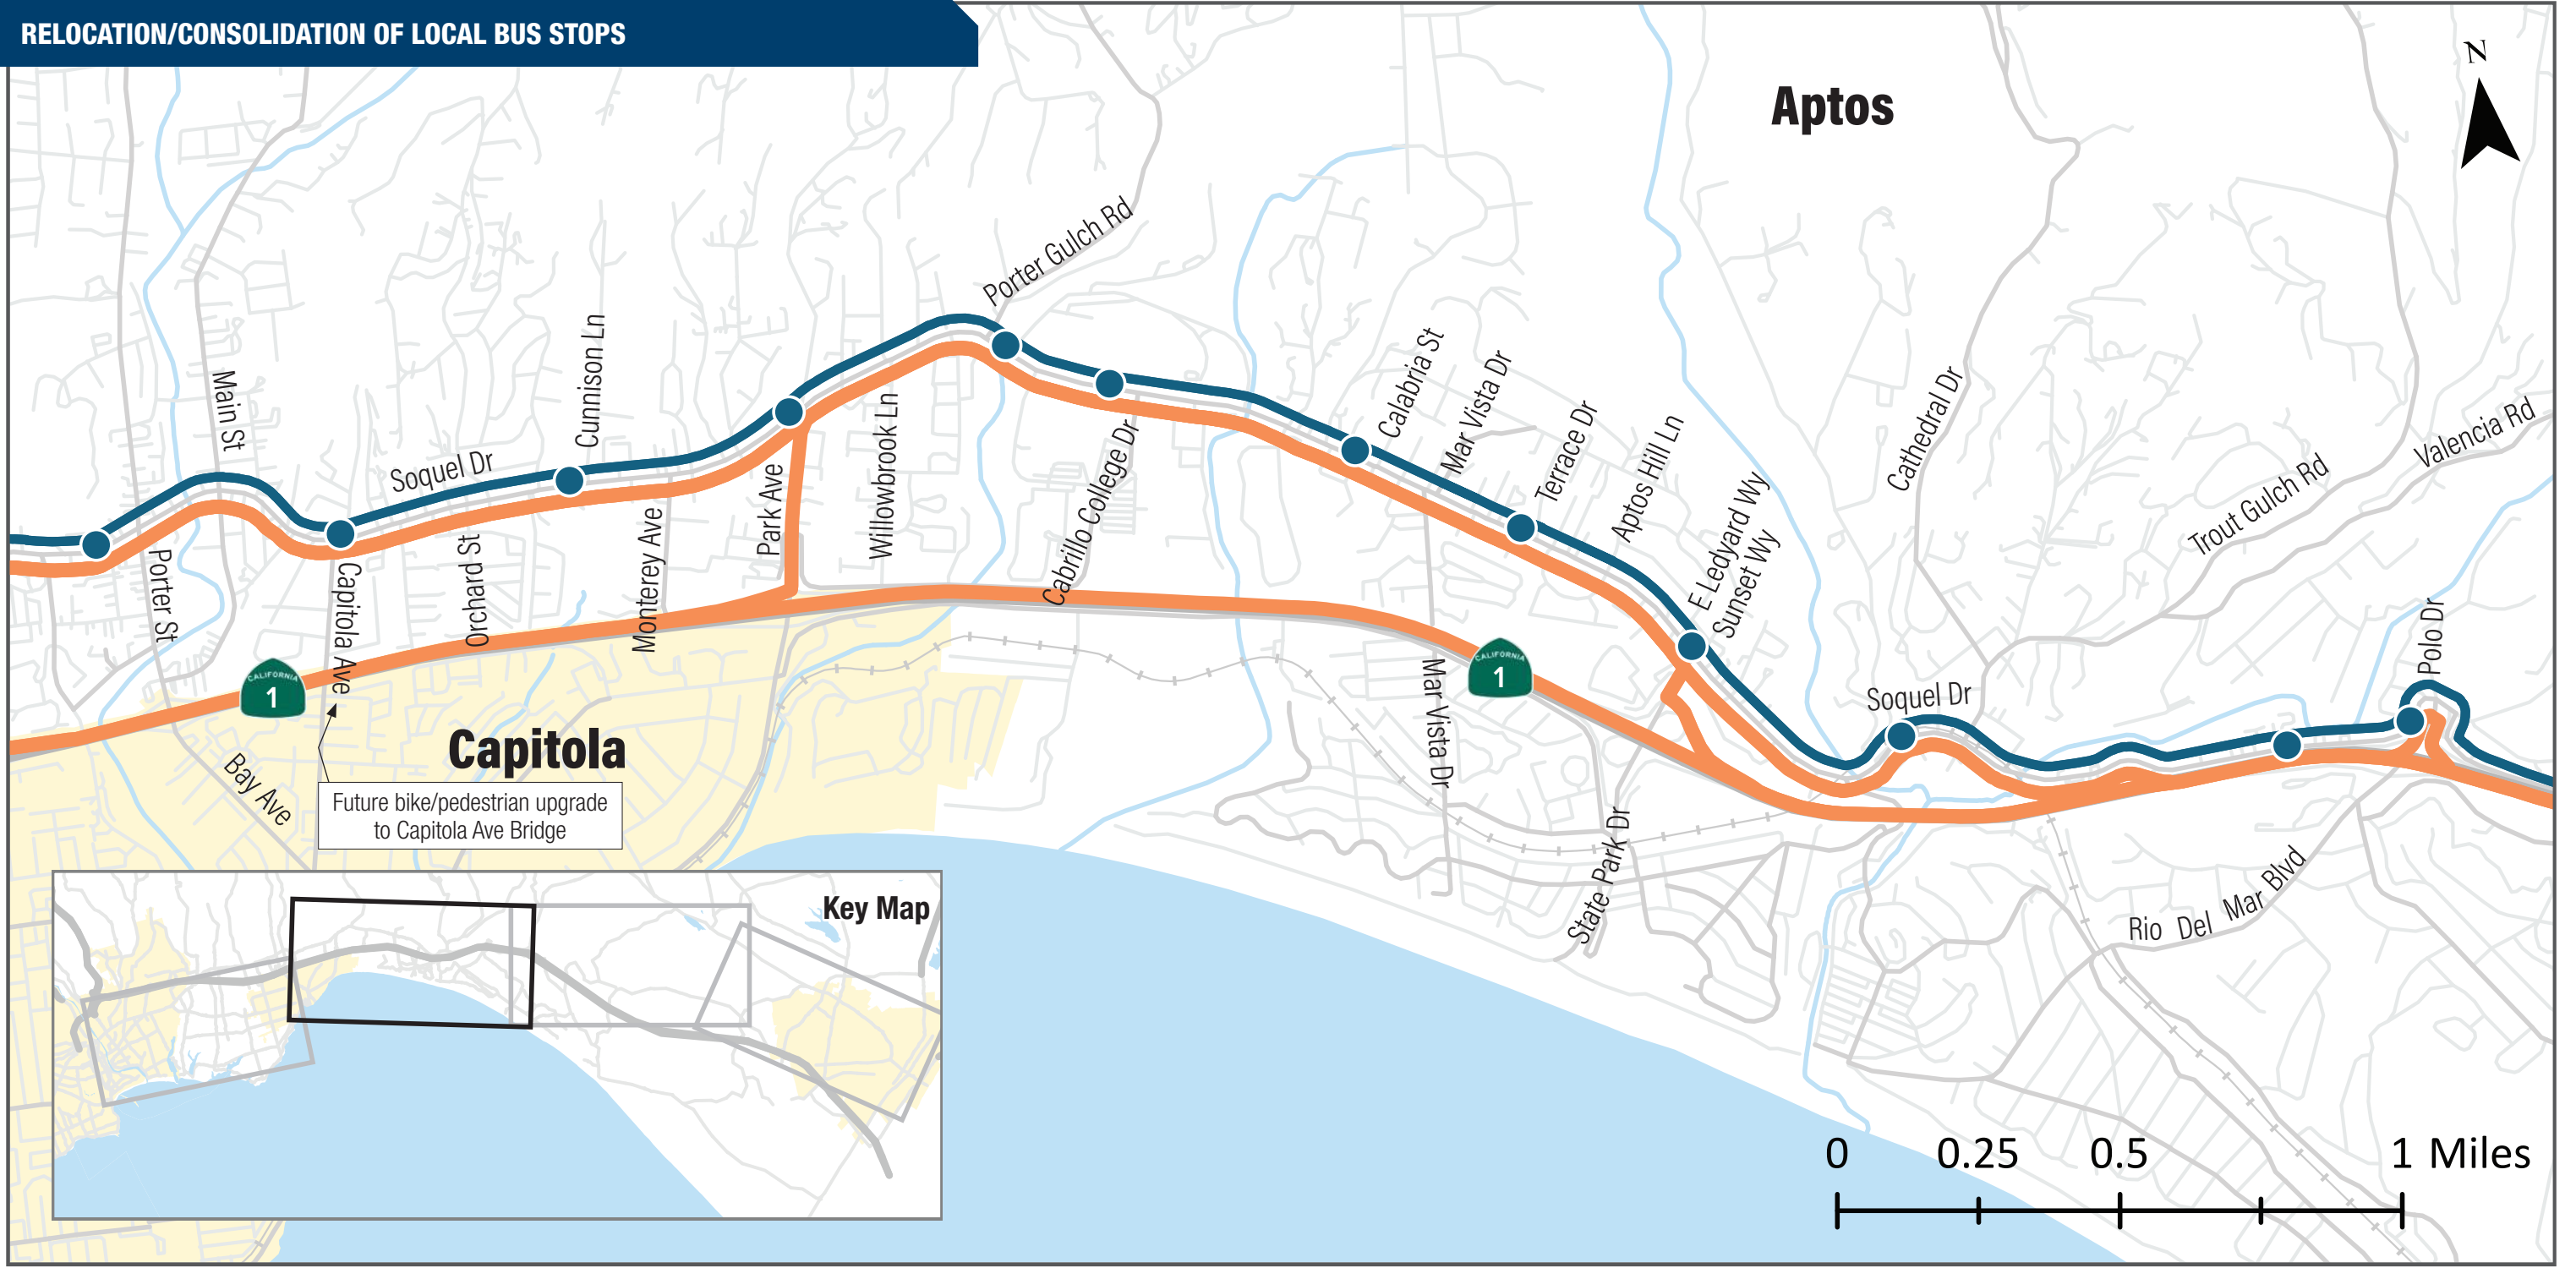 RELOCATION/CONSOLIDATION OF LOCAL BUS STOPS
N
Aptos
Porter Gulch Rd
Main St
Cunnison Ln
Soquel Dr
Porter St
Capitola Ave
Orchard St
Monterey Ave
Park Ave
Willowbrook Ln
Cabrillo College Dr
Calabria St
Mar Vista Dr
Terrace Dr
Aptos Hill Ln
E Ledyard Wy
Sunset Wy
Cathedral Dr
Trout Gulch Rd
Valencia Rd
Polo Dr
Soquel Dr
CALIFORNIA
1
CALIFORNIA
1
Mar Vista Dr
State Park Dr
Rio Del Mar Blvd
Capitola
Bay Ave
Future bike/pedestrian upgrade
to Capitola Ave Bridge
Key Map
0 0.25 0.5 1 Miles